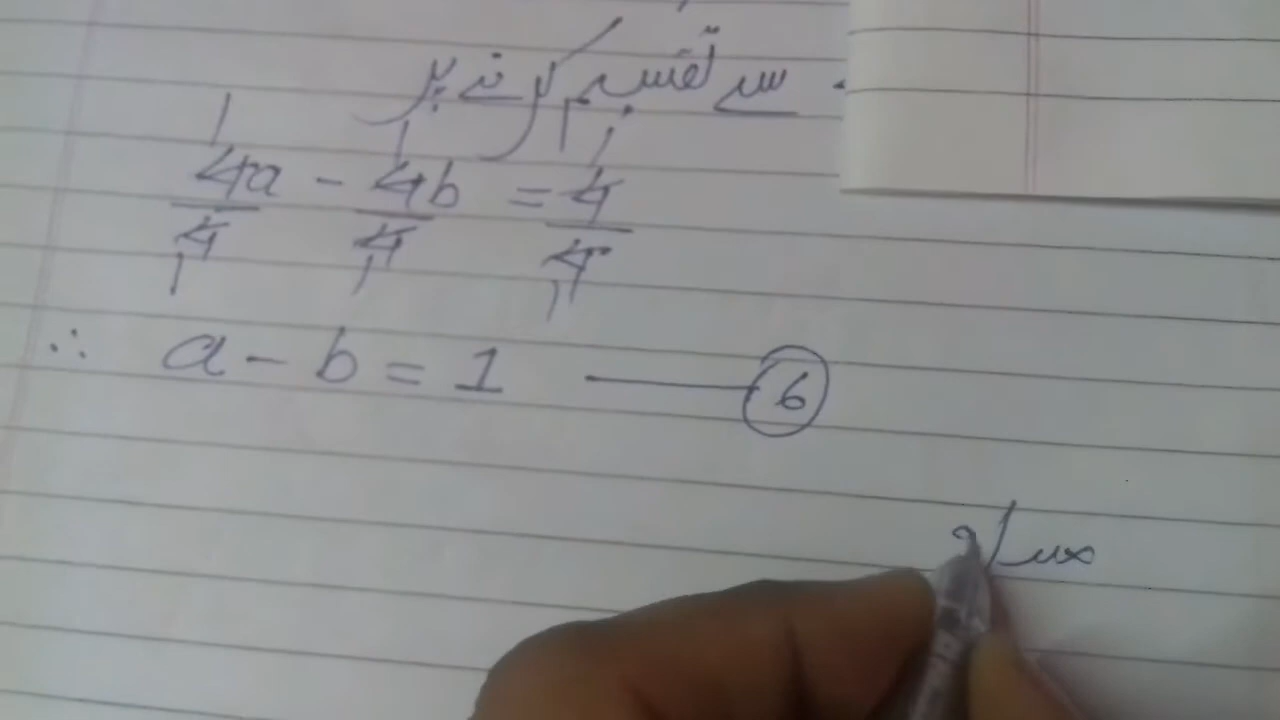 سے تقسیم کرنے پر
4a/4 - 4b/4 = 4/4
∴ a - b = 1 —— ⑥
مساو